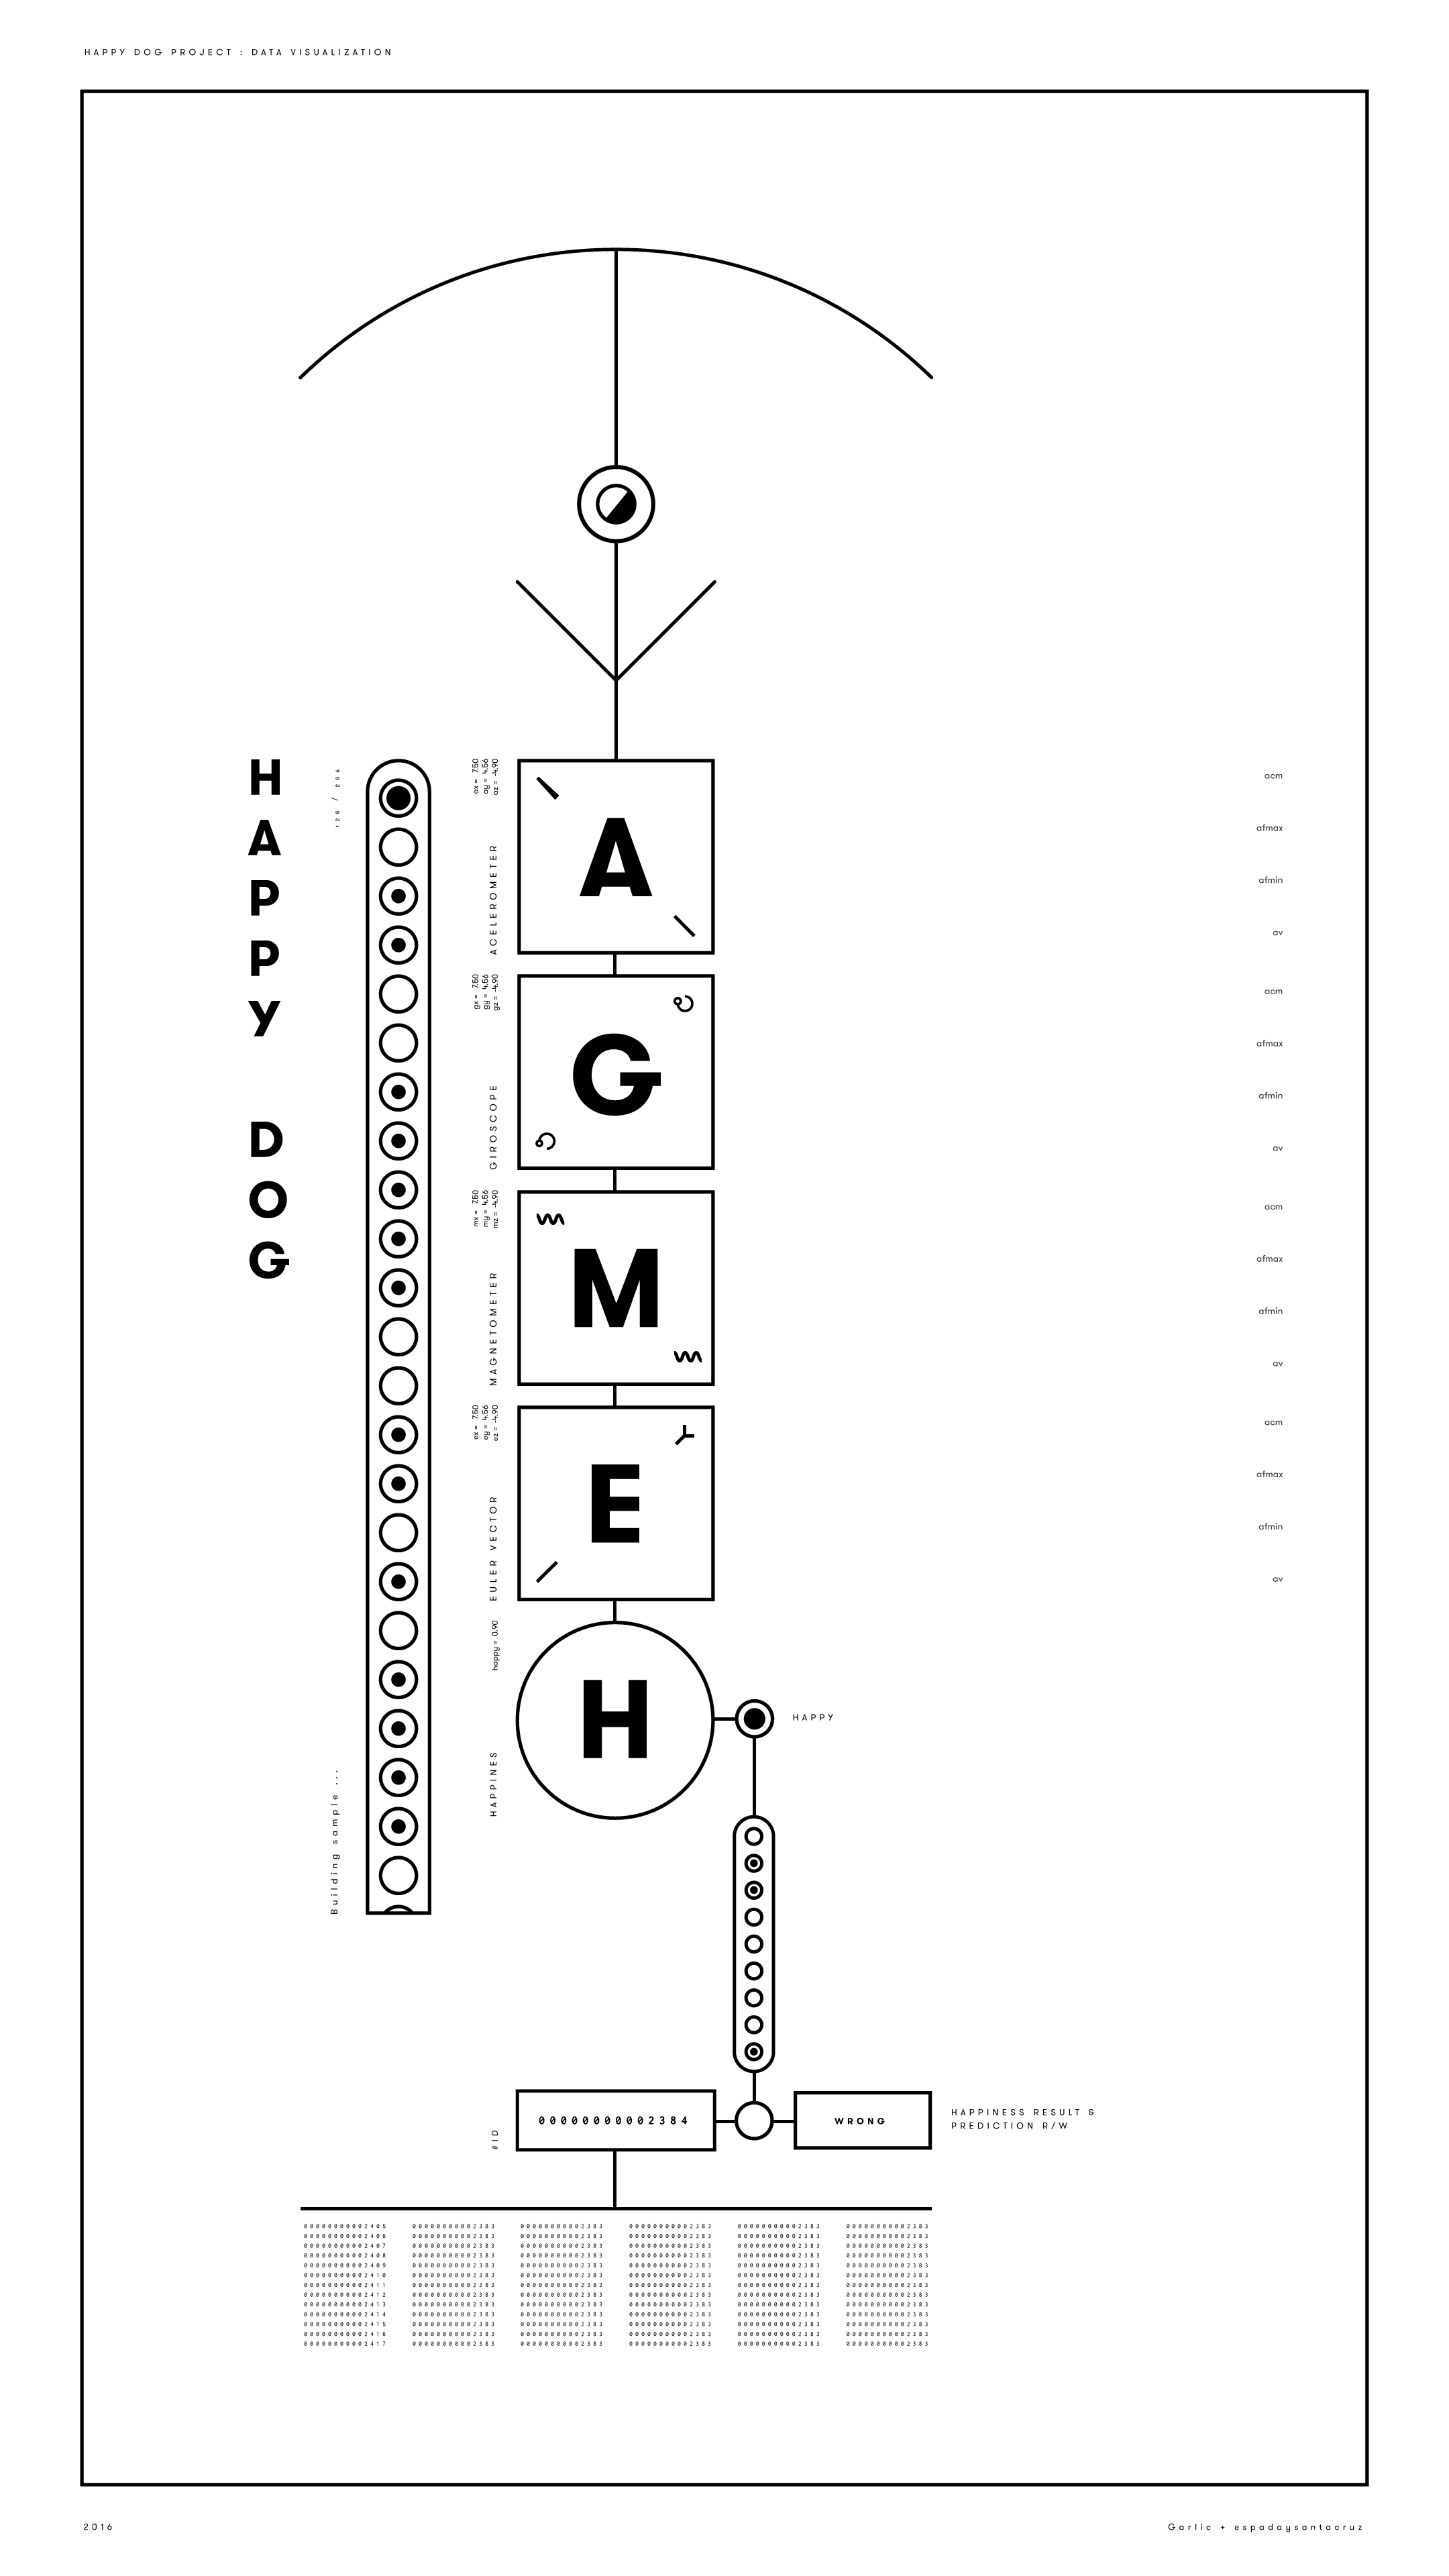 HAPPY DOG PROJECT : DATA VISUALIZATION
HAPPY DOG
125 / 256
Building sample ...
ax = 7.50
ay = 4.56
az = -4.90
ACELEROMETER
A
acm
afmax
afmin
av
gx = 7.50
gy = 4.56
gz = -4.90
GIROSCOPE
G
acm
afmax
afmin
av
mx = 7.50
my = 4.56
mz = -4.90
MAGNETOMETER
M
acm
afmax
afmin
av
ex = 7.50
ey = 4.56
ez = -4.90
EULER VECTOR
E
acm
afmax
afmin
av
happy = 0.90
HAPPINES
H
HAPPY
#ID
0000000002384
WRONG
HAPPINESS RESULT &
PREDICTION R/W
00000000002405 00000000002383 00000000002383 00000000002383 00000000002383 00000000002383
00000000002406 00000000002383 00000000002383 00000000002383 00000000002383 00000000002383
00000000002407 00000000002383 00000000002383 00000000002383 00000000002383 00000000002383
00000000002408 00000000002383 00000000002383 00000000002383 00000000002383 00000000002383
00000000002409 00000000002383 00000000002383 00000000002383 00000000002383 00000000002383
00000000002410 00000000002383 00000000002383 00000000002383 00000000002383 00000000002383
00000000002411 00000000002383 00000000002383 00000000002383 00000000002383 00000000002383
00000000002412 00000000002383 00000000002383 00000000002383 00000000002383 00000000002383
00000000002413 00000000002383 00000000002383 00000000002383 00000000002383 00000000002383
00000000002414 00000000002383 00000000002383 00000000002383 00000000002383 00000000002383
00000000002415 00000000002383 00000000002383 00000000002383 00000000002383 00000000002383
00000000002416 00000000002383 00000000002383 00000000002383 00000000002383 00000000002383
00000000002417 00000000002383 00000000002383 00000000002383 00000000002383 00000000002383
2016
Garlic + espadaysantacruz